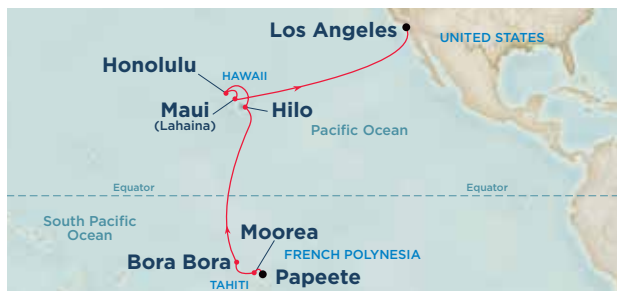 Los Angeles
UNITED STATES
Honolulu
HAWAII
Maui
(Lahaina)
Hilo
Pacific Ocean
Equator
Equator
South Pacific
Ocean
Moorea
FRENCH POLYNESIA
Bora Bora
TAHITI
Papeete